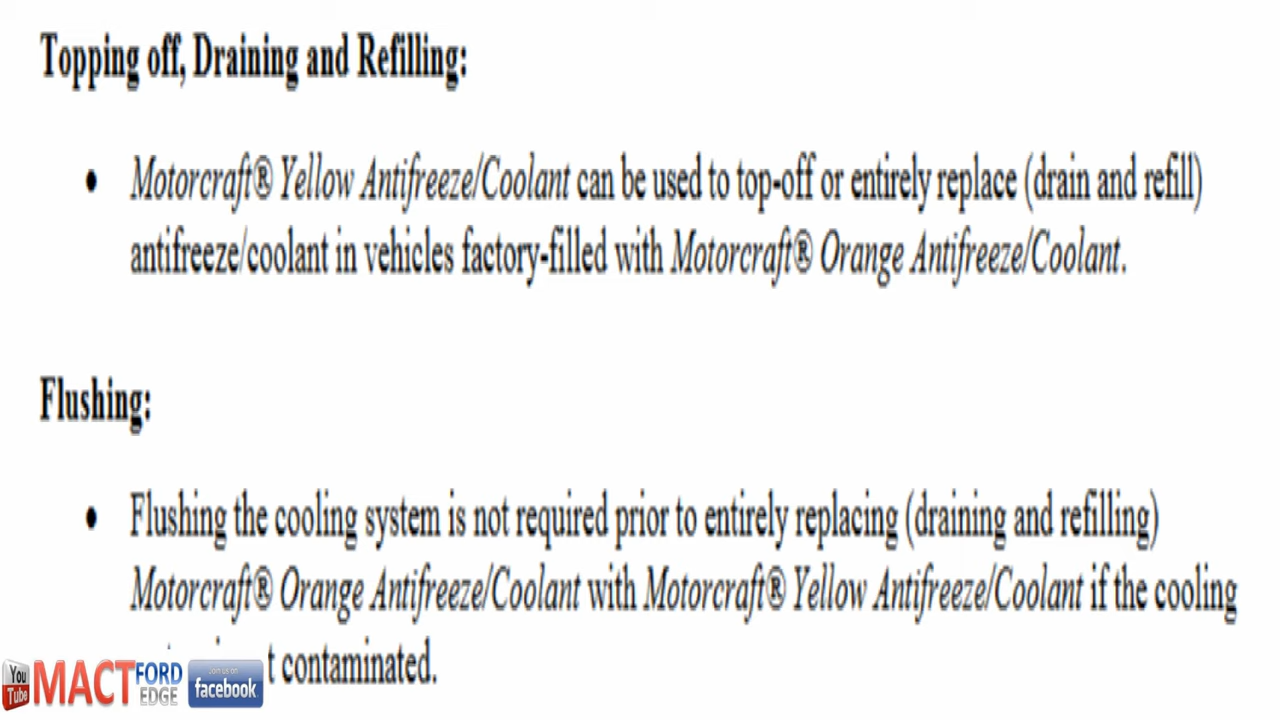 Topping off, Draining and Refilling:
• Motorcraft® Yellow Antifreeze/Coolant can be used to top-off or entirely replace (drain and refill)
antifreeze/coolant in vehicles factory-filled with Motorcraft® Orange Antifreeze/Coolant.
Flushing:
• Flushing the cooling system is not required prior to entirely replacing (draining and refilling)
Motorcraft® Orange Antifreeze/Coolant with Motorcraft® Yellow Antifreeze/Coolant if the cooling
t contaminated.
You Tube MACT FORD EDGE Join us on facebook